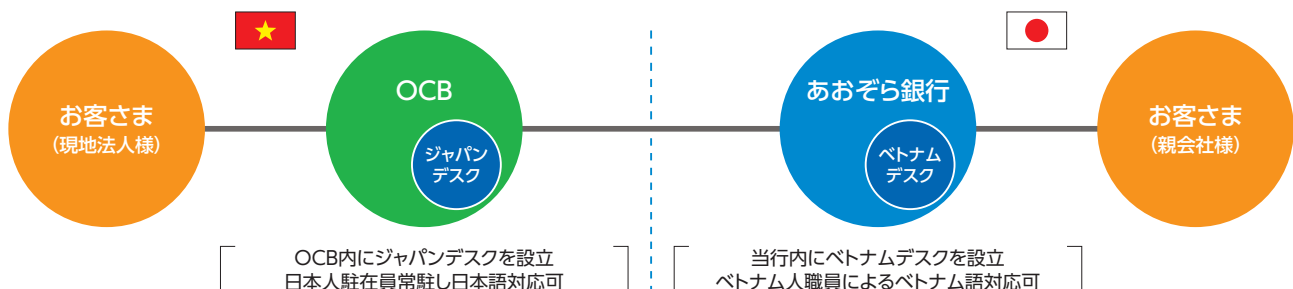 お客さま
(現地法人様)
OCB
ジャパン
デスク
あおぞら銀行
ベトナム
デスク
お客さま
(親会社様)
OCB内にジャパンデスクを設立
日本人駐在員常駐し日本語対応可
当行内にベトナムデスクを設立
ベトナム人職員によるベトナム語対応可